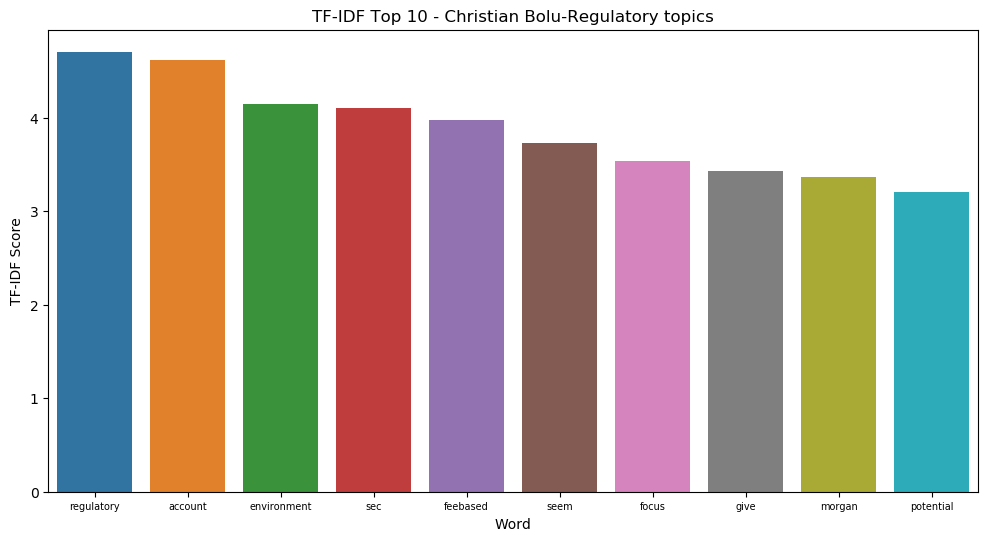 TF-IDF Top 10 - Christian Bolu-Regulatory topics
TF-IDF Score
4
3
2
1
0
regulatory account environment sec feebased seem focus give morgan potential
Word